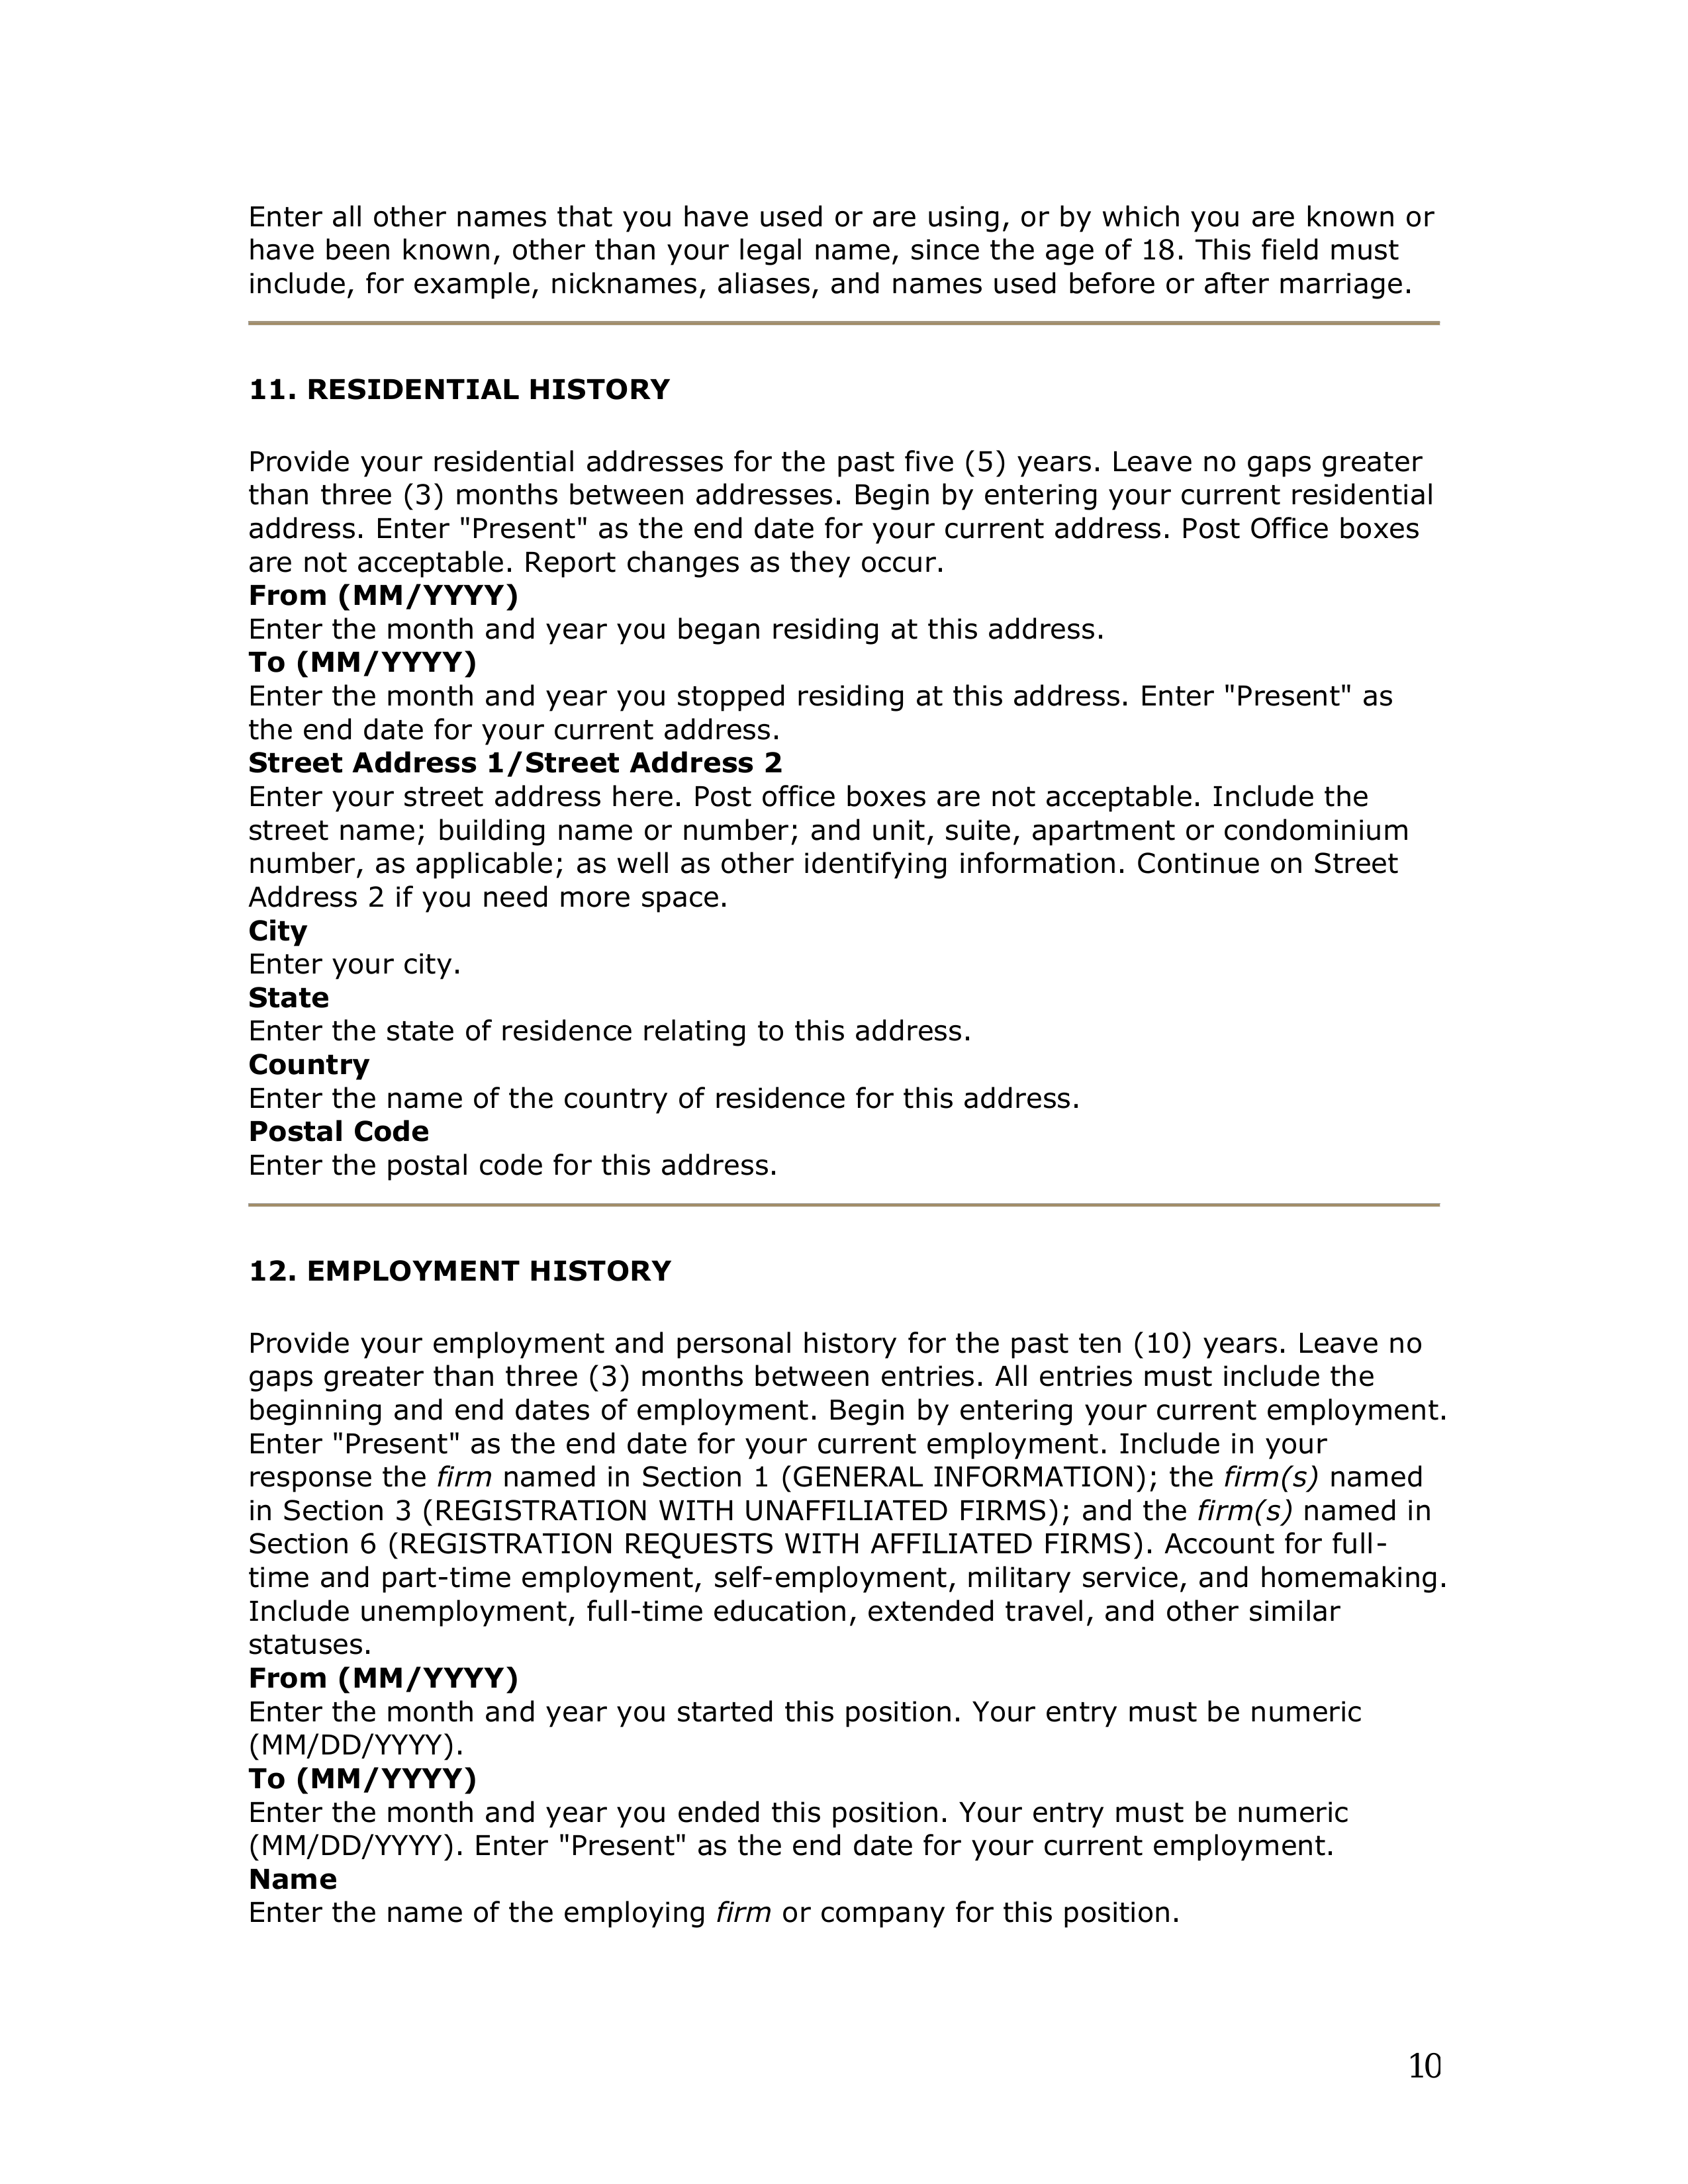 Enter all other names that you have used or are using, or by which you are known or
have been known, other than your legal name, since the age of 18. This field must
include, for example, nicknames, aliases, and names used before or after marriage.
11. RESIDENTIAL HISTORY
Provide your residential addresses for the past five (5) years. Leave no gaps greater
than three (3) months between addresses. Begin by entering your current residential
address. Enter "Present" as the end date for your current address. Post Office boxes
are not acceptable. Report changes as they occur.
From (MM/YYYY)
Enter the month and year you began residing at this address.
To (MM/YYYY)
Enter the month and year you stopped residing at this address. Enter "Present" as
the end date for your current address.
Street Address 1/Street Address 2
Enter your street address here. Post office boxes are not acceptable. Include the
street name; building name or number; and unit, suite, apartment or condominium
number, as applicable; as well as other identifying information. Continue on Street
Address 2 if you need more space.
City
Enter your city.
State
Enter the state of residence relating to this address.
Country
Enter the name of the country of residence for this address.
Postal Code
Enter the postal code for this address.
12. EMPLOYMENT HISTORY
Provide your employment and personal history for the past ten (10) years. Leave no
gaps greater than three (3) months between entries. All entries must include the
beginning and end dates of employment. Begin by entering your current employment.
Enter "Present" as the end date for your current employment. Include in your
response the firm named in Section 1 (GENERAL INFORMATION); the firm(s) named
in Section 3 (REGISTRATION WITH UNAFFILIATED FIRMS); and the firm(s) named in
Section 6 (REGISTRATION REQUESTS WITH AFFILIATED FIRMS). Account for full-
time and part-time employment, self-employment, military service, and homemaking.
Include unemployment, full-time education, extended travel, and other similar
statuses.
From (MM/YYYY)
Enter the month and year you started this position. Your entry must be numeric
(MM/DD/YYYY).
To (MM/YYYY)
Enter the month and year you ended this position. Your entry must be numeric
(MM/DD/YYYY). Enter "Present" as the end date for your current employment.
Name
Enter the name of the employing firm or company for this position.
10